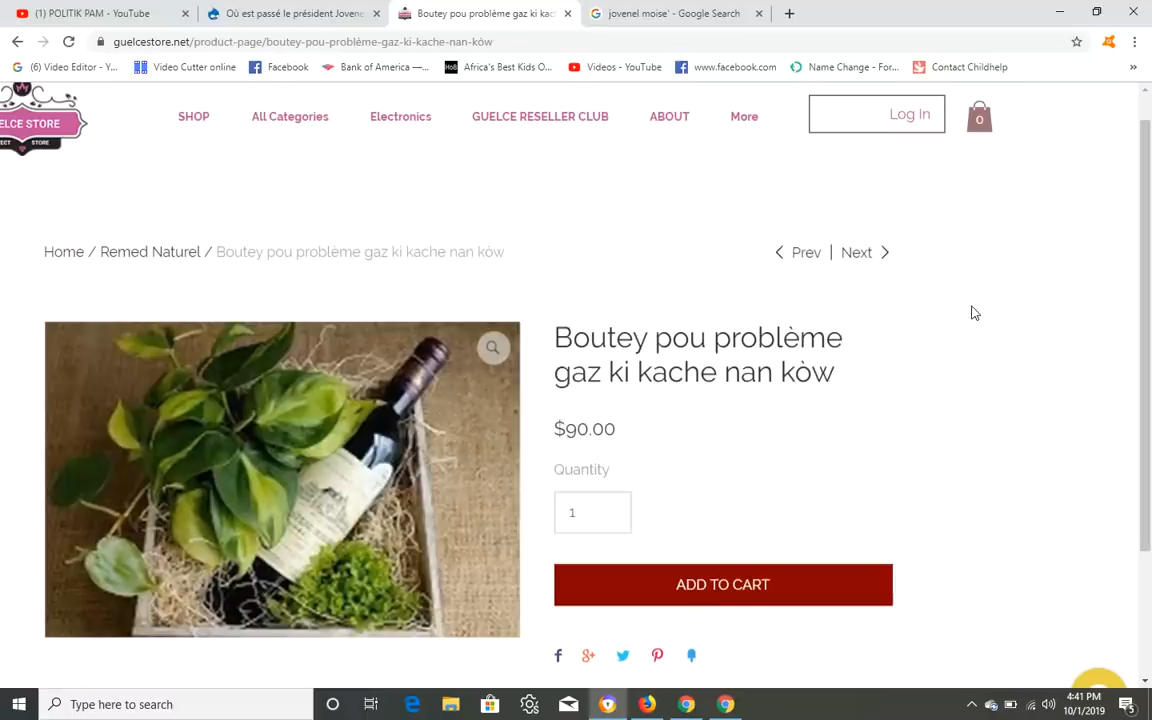 (1) POLITIK PAM - YouTube
Où est passé le président Jovene
Boutey pou problème gaz ki kac
jovenel moise` - Google Search
guelcestore.net/product-page/boutey-pou-problème-gaz-ki-kache-nan-kòw
(6) Video Editor - Y...
Video Cutter online
Facebook
Bank of America —...
HoB
Africa's Best Kids O...
Videos - YouTube
www.facebook.com
Name Change - For...
Contact Childhelp
»
ELCE STORE
ECT STORE
SHOP
All Categories
Electronics
GUELCE RESELLER CLUB
ABOUT
More
Log In
0
Home / Remed Naturel / Boutey pou problème gaz ki kache nan kòw
Prev | Next
Boutey pou problème
gaz ki kache nan kòw
$90.00
Quantity
1
ADD TO CART
Type here to search
4:41 PM
10/1/2019
5